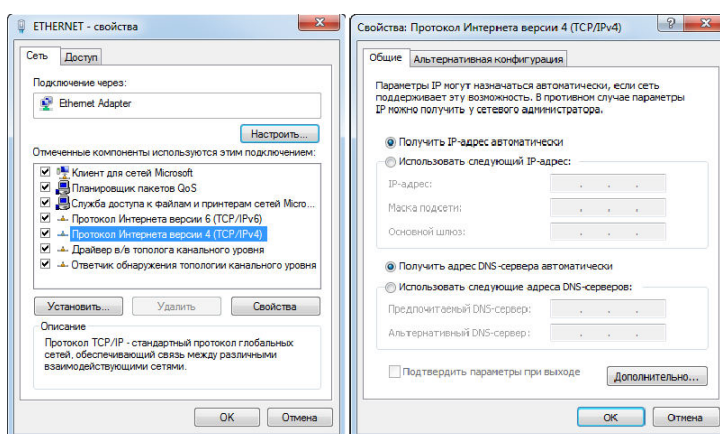 ETHERNET - свойства
Сеть
Доступ
Подключение через:
Ethernet Adapter
Настроить...
Отмеченные компоненты используются этим подключением:
Клиент для сетей Microsoft
Планировщик пакетов QoS
Служба доступа к файлам и принтерам сетей Micro...
Протокол Интернета версии 6 (TCP/IPv6)
Протокол Интернета версии 4 (TCP/IPv4)
Драйвер в/в тополога канального уровня
Ответчик обнаружения топологии канального уровня
Установить...
Удалить
Свойства
Описание
Протокол TCP/IP - стандартный протокол глобальных
сетей, обеспечивающий связь между различными
взаимодействующими сетями.
OK
Отмена
Свойства: Протокол Интернета версии 4 (TCP/IPv4)
Общие
Альтернативная конфигурация
Параметры IP могут назначаться автоматически, если сеть
поддерживает эту возможность. В противном случае параметры
IP можно получить у сетевого администратора.
Получить IP-адрес автоматически
Использовать следующий IP-адрес:
IP-адрес:
Маска подсети:
Основной шлюз:
Получить адрес DNS-сервера автоматически
Использовать следующие адреса DNS-серверов:
Предпочитаемый DNS-сервер:
Альтернативный DNS-сервер:
Подтвердить параметры при выходе
Дополнительно...
OK
Отмена